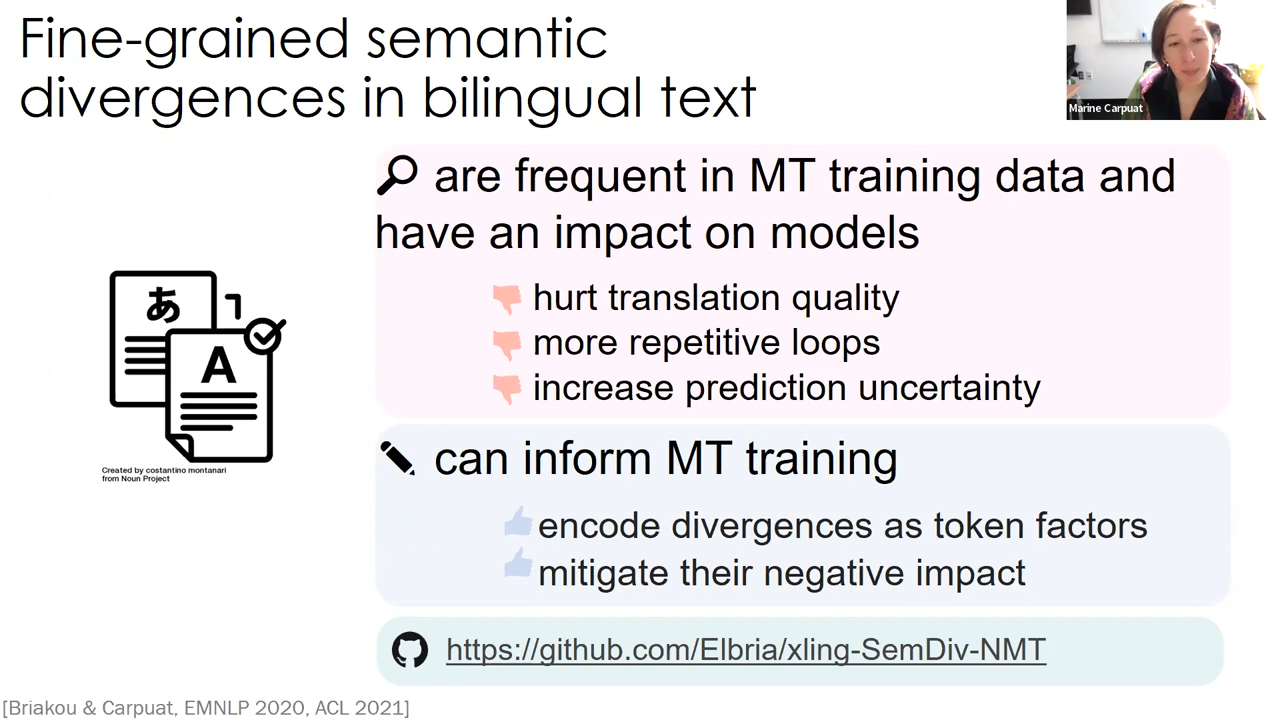 Fine-grained semantic
divergences in bilingual text
Marine Carpuat
are frequent in MT training data and
have an impact on models
hurt translation quality
more repetitive loops
increase prediction uncertainty
あ
A
Created by costantino montanari
from Noun Project
can inform MT training
encode divergences as token factors
mitigate their negative impact
https://github.com/Elbria/xling-SemDiv-NMT
[Briakou & Carpuat, EMNLP 2020, ACL 2021]